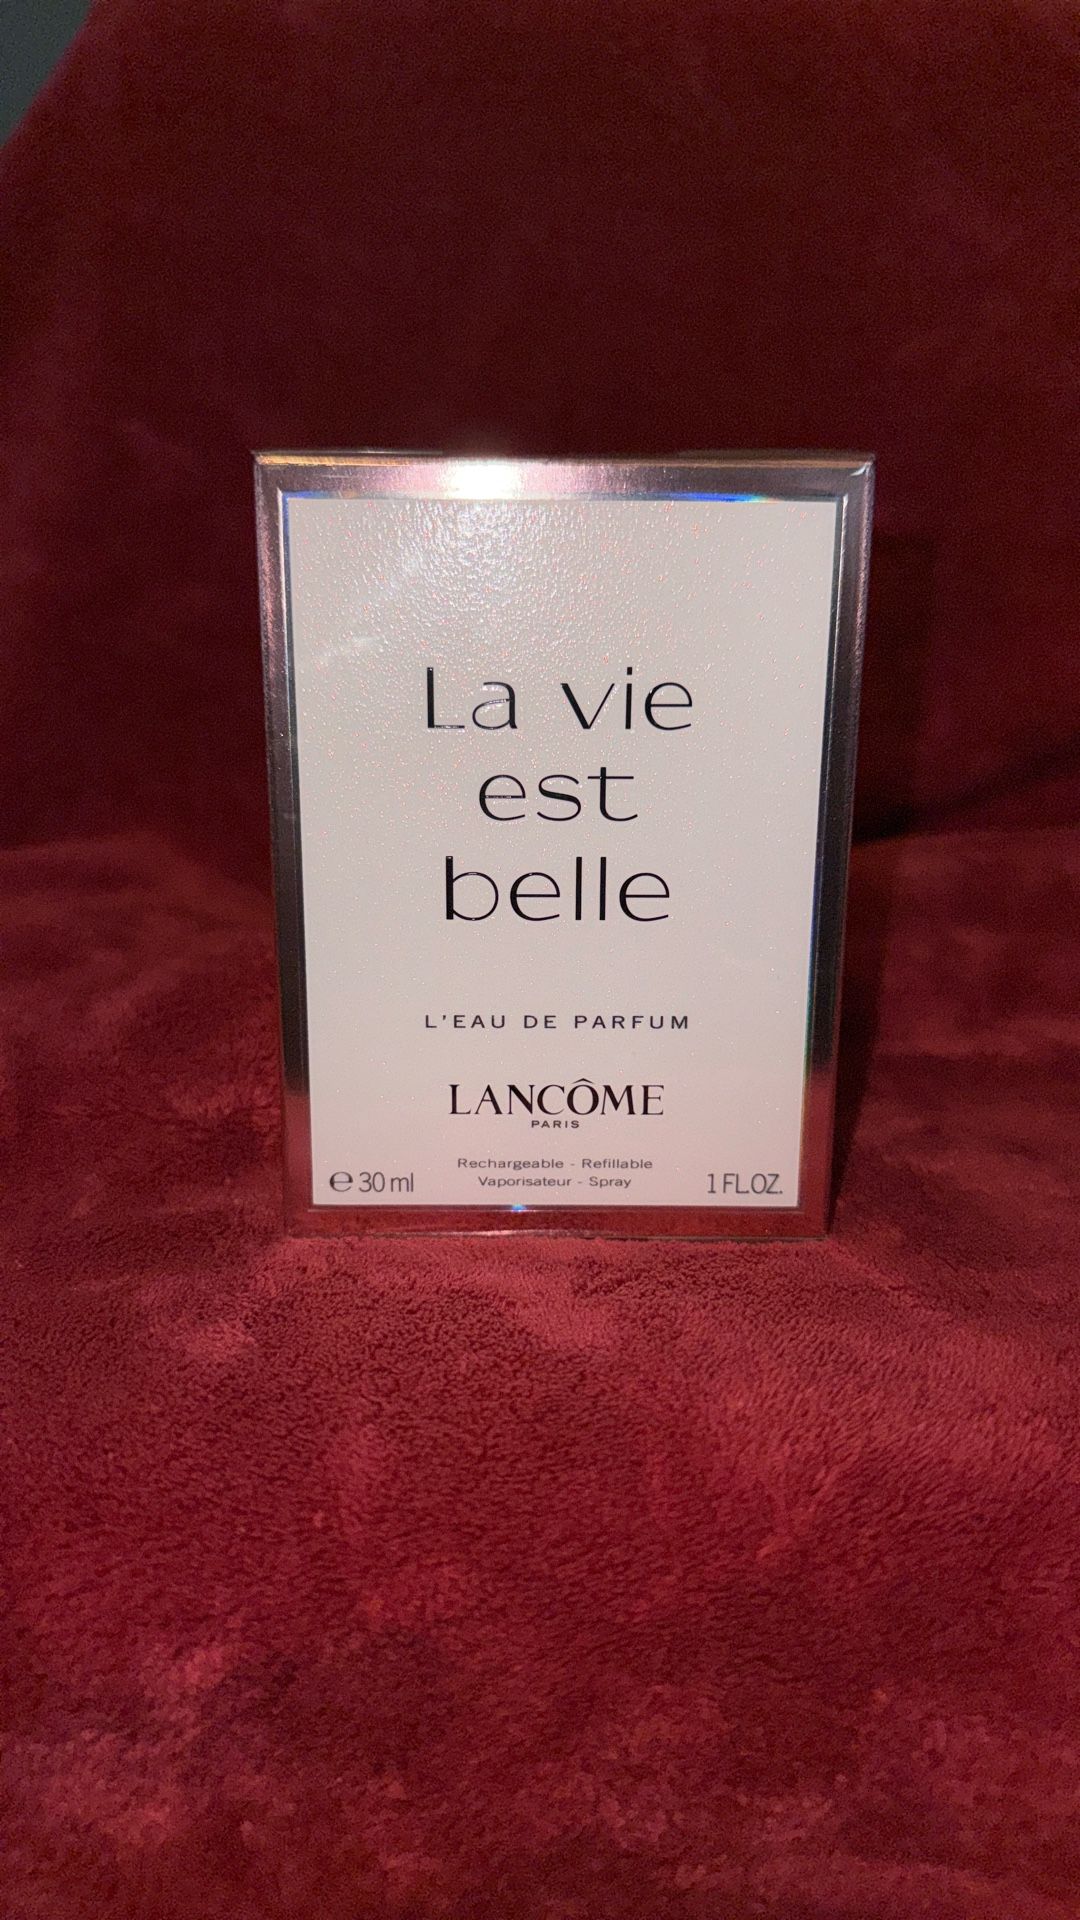 La vie
est
belle
L'EAU DE PARFUM
LANCÔME
PARIS
Rechargeable - Refillable
Vaporisateur - Spray
℮ 30 ml
1 FL.OZ.